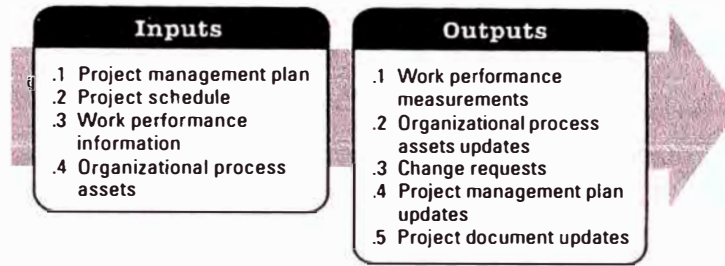 Inputs
.1 Project management plan
.2 Project schedule
.3 Work performance
information
.4 Organizational process
assets
Outputs
.1 Work performance
measurements
.2 Organizational process
assets updates
.3 Change requests
.4 Project management plan
updates
.5 Project document updates